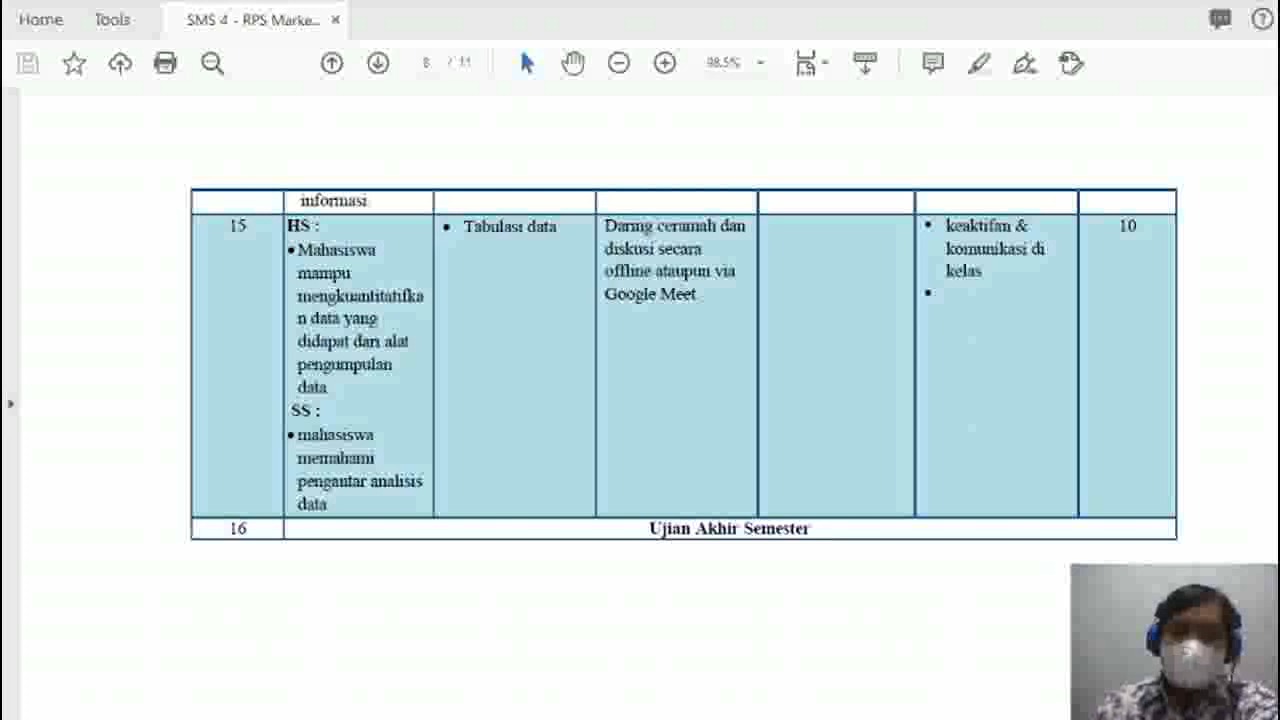 Home
Tools
SMS 4 - RPS Marke...
8 / 11
98.5%
informasi
15
HS :
• Mahasiswa
mampu
mengkuantitatifka
n data yang
didapat dari alat
pengumpulan
data
SS :
• mahasiswa
memahami
pengantar analisis
data
• Tabulasi data
Daring ceramah dan
diskusi secara
offline ataupun via
Google Meet
• keaktifan &
komunikasi di
kelas
•
10
16
Ujian Akhir Semester